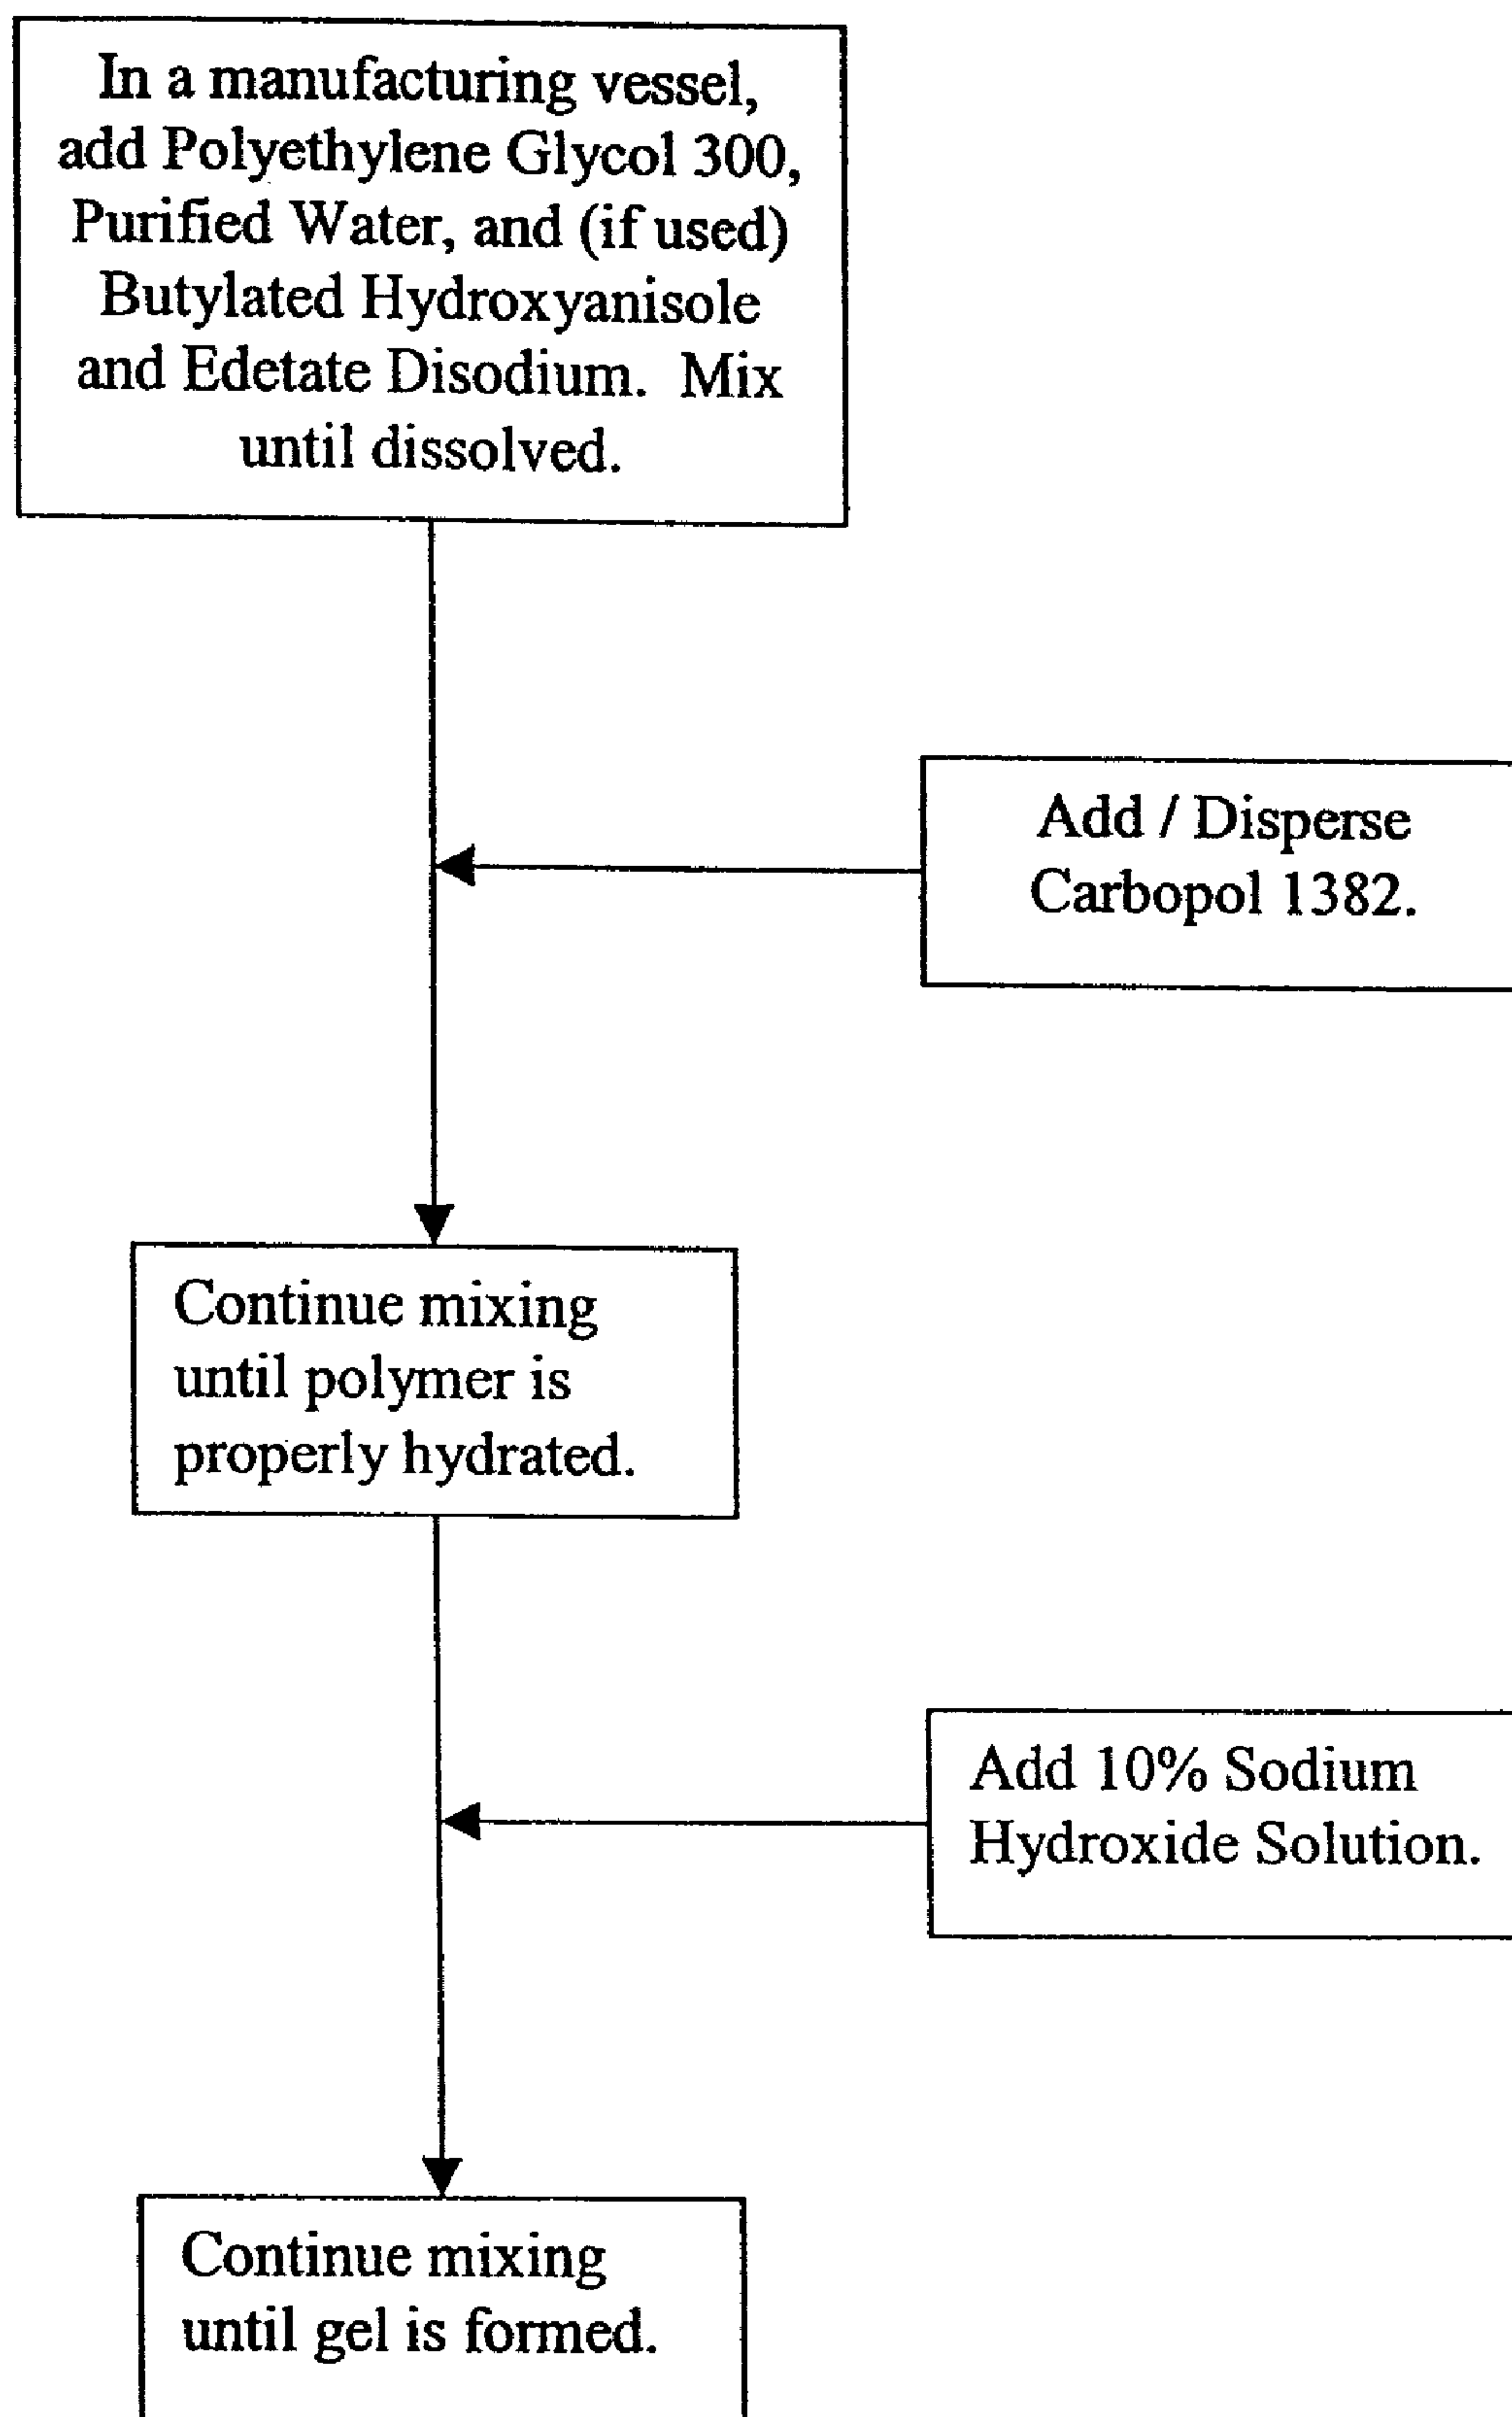 In a manufacturing vessel,
add Polyethylene Glycol 300,
Purified Water, and (if used)
Butylated Hydroxyanisole
and Edetate Disodium.  Mix
until dissolved.
Add / Disperse
Carbopol 1382.
Continue mixing
until polymer is
properly hydrated.
Add 10% Sodium
Hydroxide Solution.
Continue mixing
until gel is formed.